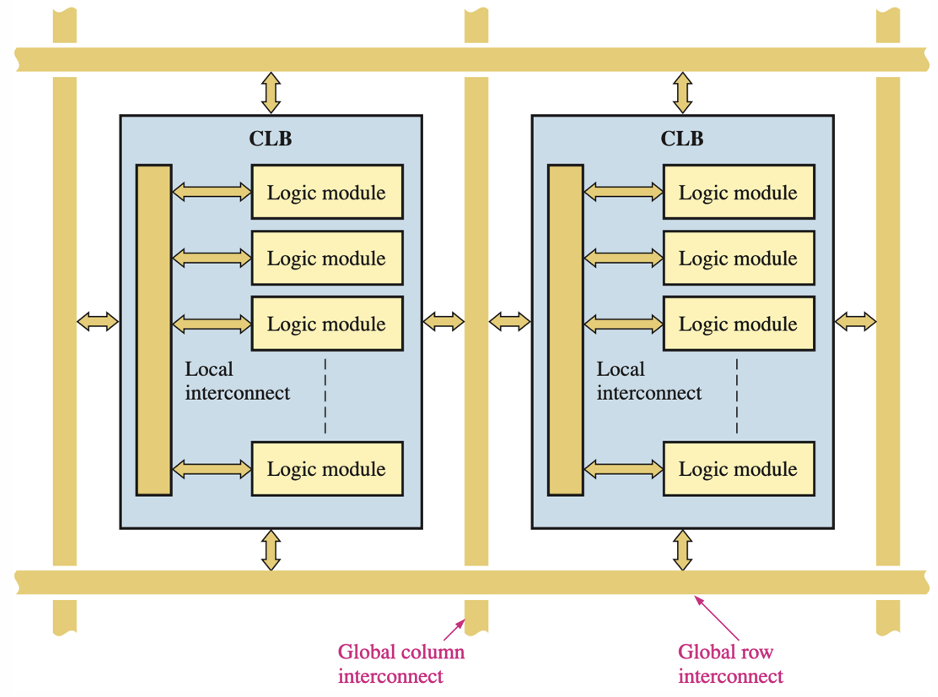 CLB
Logic module
Logic module
Logic module
Local
interconnect
Logic module
CLB
Logic module
Logic module
Logic module
Local
interconnect
Logic module
Global column
interconnect
Global row
interconnect